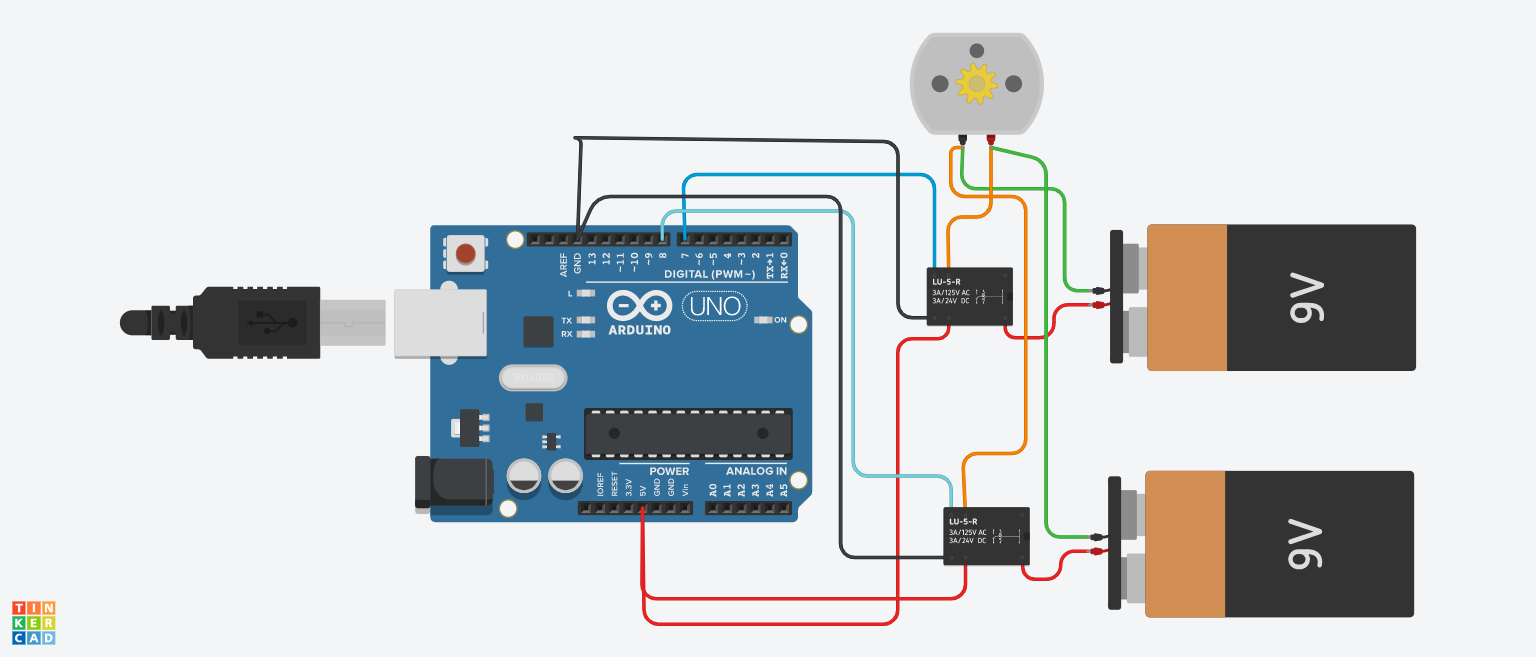 AREF
GND
13
12
~11
~10
~9
8
7
~6
~5
4
~3
2
TX→1
RX←0
DIGITAL (PWM~)
L
TX
RX
UNO
ARDUINO
ON
POWER
ANALOG IN
IOREF
RESET
3.3V
5V
GND
GND
Vin
A0
A1
A2
A3
A4
A5
LU-5-R
3A/125V AC
3A/24V DC
9V
LU-5-R
3A/125V AC
3A/24V DC
9V
TIN
KER
CAD